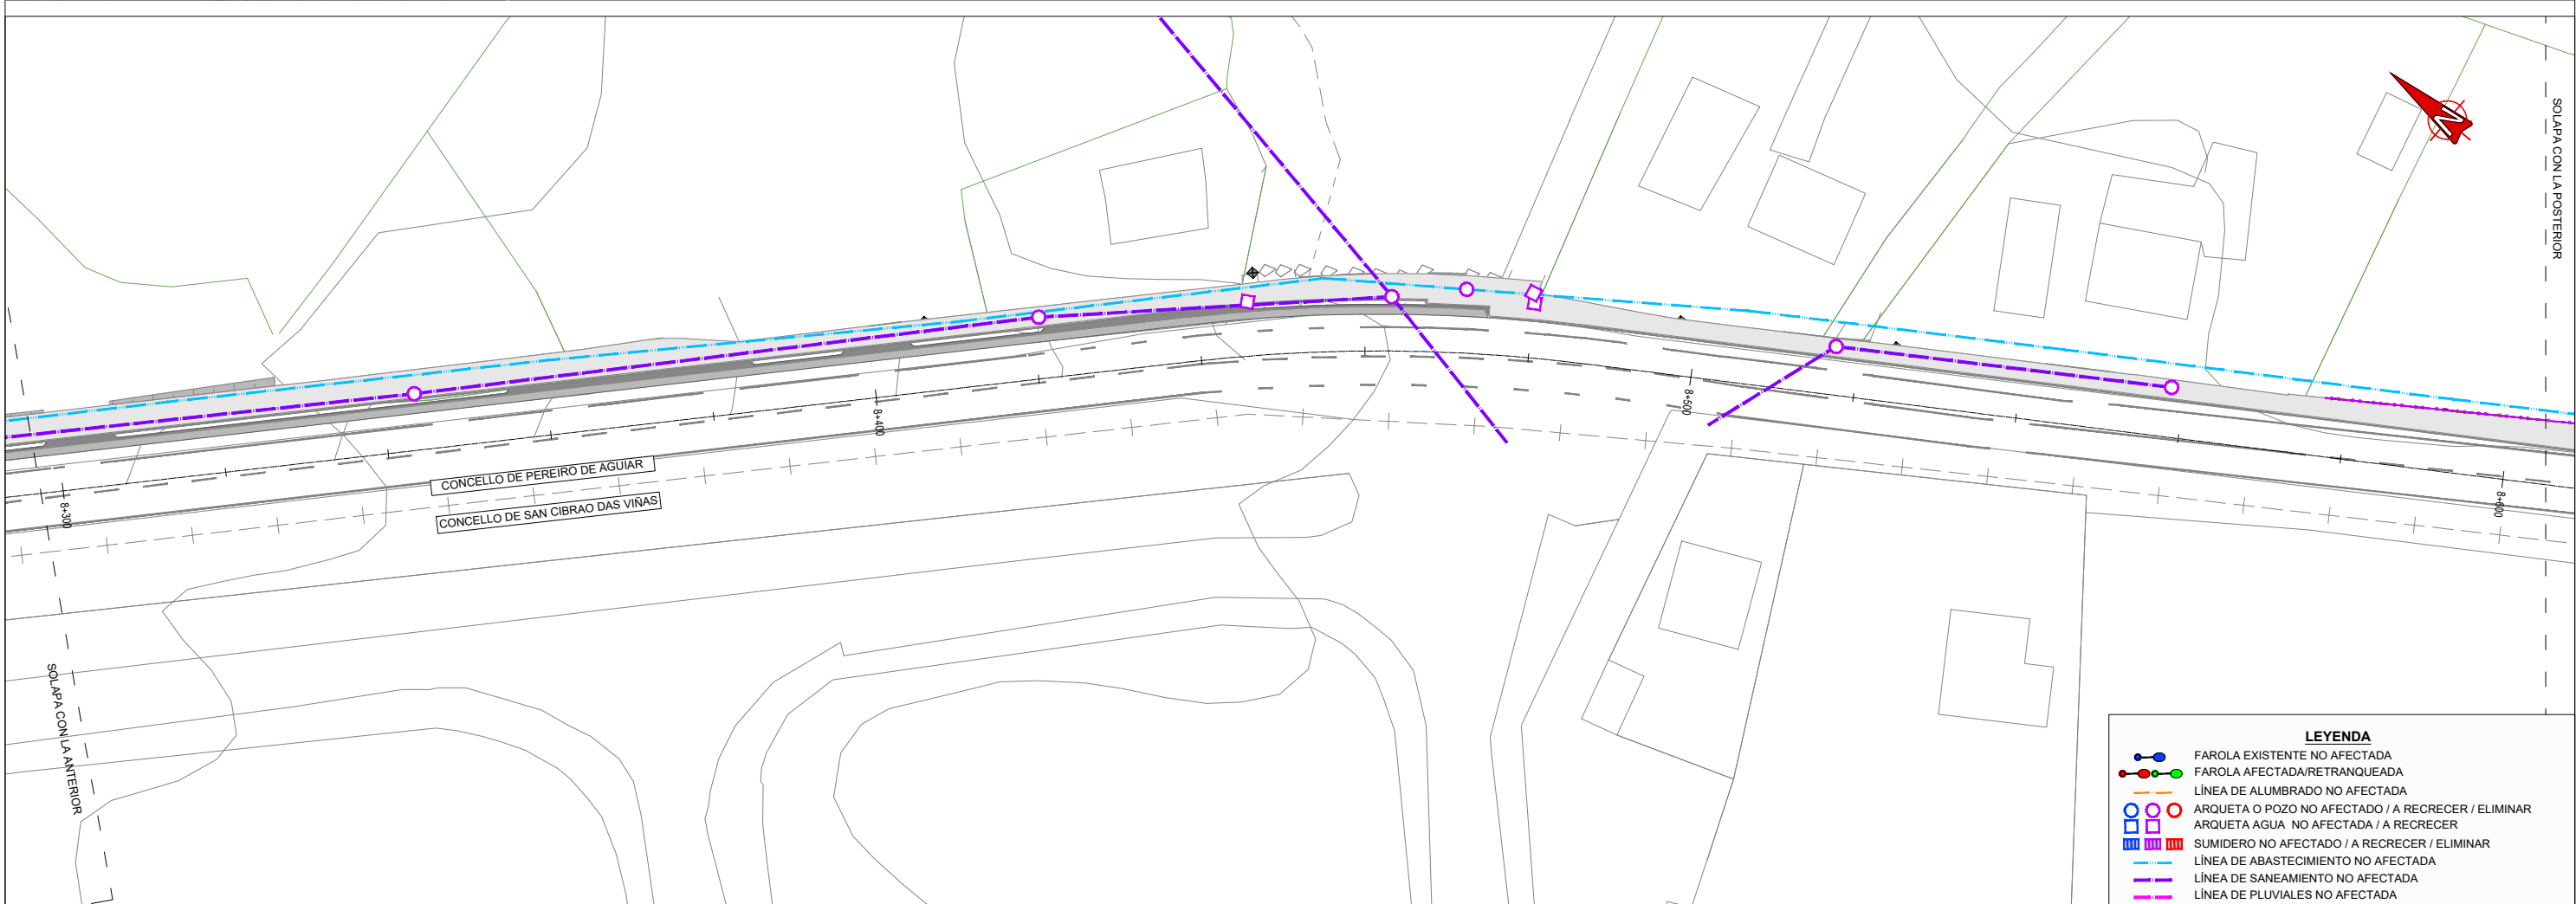 SOLAPA CON LA POSTERIOR
N
8+400
8+500
CONCELLO DE PEREIRO DE AGUIAR
CONCELLO DE SAN CIBRAO DAS VIÑAS
8+300
8+600
SOLAPA CON LA ANTERIOR
LEYENDA
FAROLA EXISTENTE NO AFECTADA
FAROLA AFECTADA/RETRANQUEADA
LÍNEA DE ALUMBRADO NO AFECTADA
ARQUETA O POZO NO AFECTADO / A RECRECER / ELIMINAR
ARQUETA AGUA NO AFECTADA / A RECRECER
SUMIDERO NO AFECTADO / A RECRECER / ELIMINAR
LÍNEA DE ABASTECIMIENTO NO AFECTADA
LÍNEA DE SANEAMIENTO NO AFECTADA
LÍNEA DE PLUVIALES NO AFECTADA